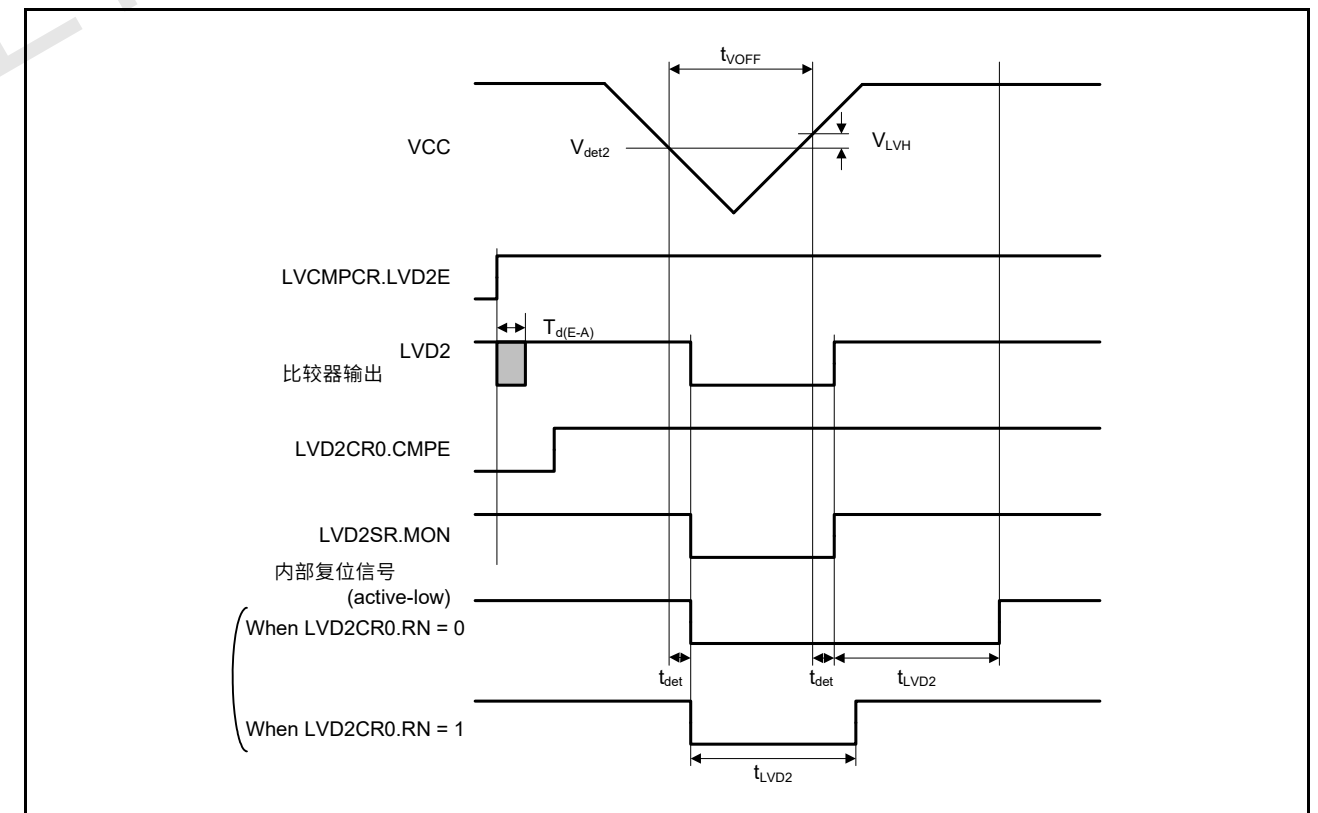 tVOFF
VCC
Vdet2
VLVH
LVCMPCR.LVD2E
Td(E-A)
LVD2
比较器输出
LVD2CR0.CMPE
LVD2SR.MON
内部复位信号
(active-low)
When LVD2CR0.RN = 0
tdet
tdet
tLVD2
When LVD2CR0.RN = 1
tLVD2